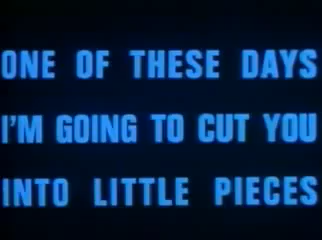 ONE OF THESE DAYS
I'M GOING TO CUT YOU
INTO LITTLE PIECES